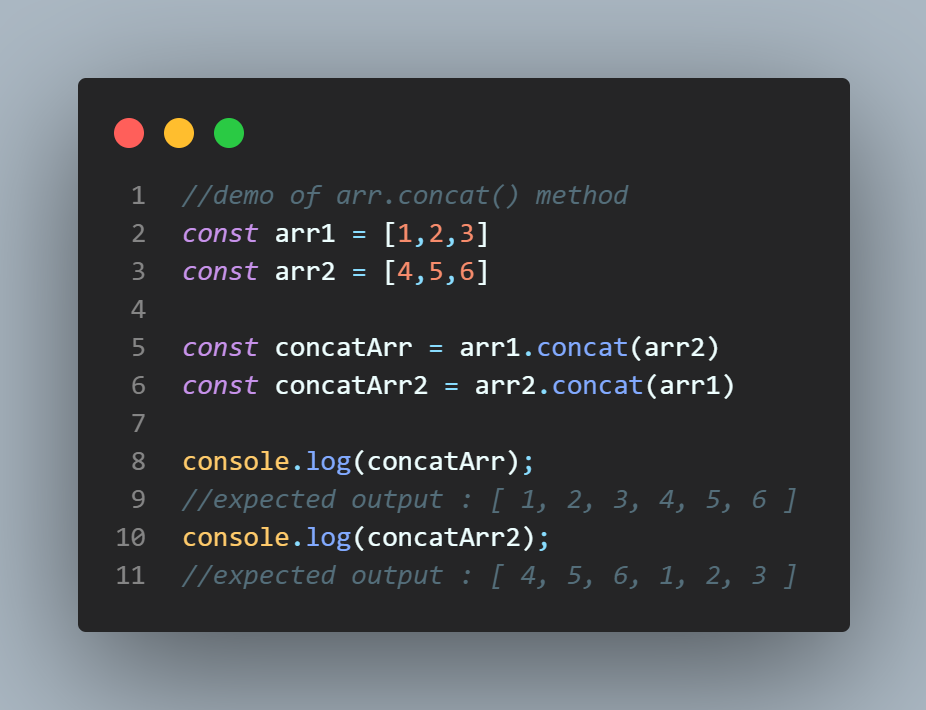 1 //demo of arr.concat() method
2 const arr1 = [1,2,3]
3 const arr2 = [4,5,6]
4
5 const concatArr = arr1.concat(arr2)
6 const concatArr2 = arr2.concat(arr1)
7
8 console.log(concatArr);
9 //expected output : [ 1, 2, 3, 4, 5, 6 ]
10 console.log(concatArr2);
11 //expected output : [ 4, 5, 6, 1, 2, 3 ]